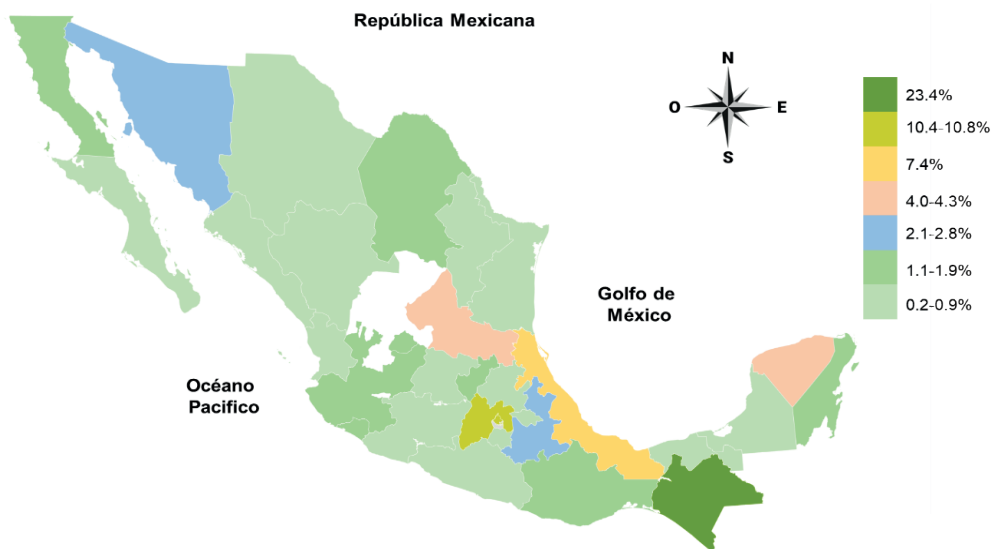 República Mexicana
N
O
E
S
23.4%
10.4-10.8%
7.4%
4.0-4.3%
2.1-2.8%
1.1-1.9%
0.2-0.9%
Golfo de
México
Océano
Pacifico